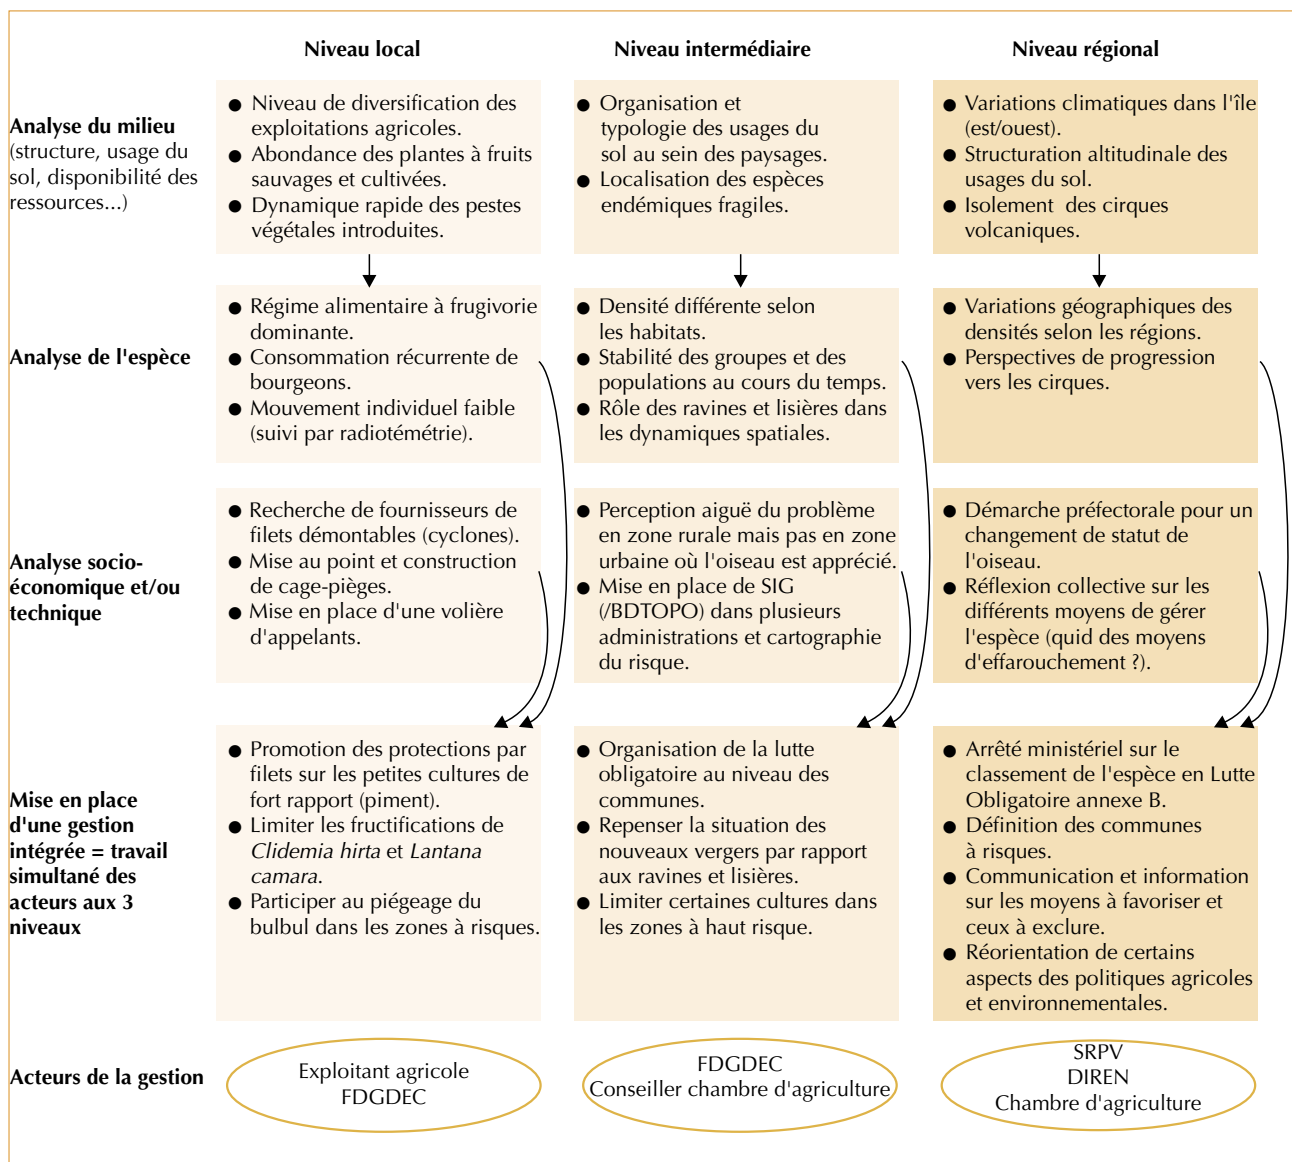 Niveau local
Niveau intermédiaire
Niveau régional
Analyse du milieu
(structure, usage du
sol, disponibilité des
ressources...)
● Niveau de diversification des
exploitations agricoles.
● Abondance des plantes à fruits
sauvages et cultivées.
● Dynamique rapide des pestes
végétales introduites.
● Organisation et
typologie des usages du
sol au sein des paysages.
● Localisation des espèces
endémiques fragiles.
● Variations climatiques dans l'île
(est/ouest).
● Structuration altitudinale des
usages du sol.
● Isolement des cirques
volcaniques.
Analyse de l'espèce
● Régime alimentaire à frugivorie
dominante.
● Consommation récurrente de
bourgeons.
● Mouvement individuel faible
(suivi par radiotémétrie).
● Densité différente selon
les habitats.
● Stabilité des groupes et des
populations au cours du temps.
● Rôle des ravines et lisières dans
les dynamiques spatiales.
● Variations géographiques des
densités selon les régions.
● Perspectives de progression
vers les cirques.
Analyse socio-
économique et/ou
technique
● Recherche de fournisseurs de
filets démontables (cyclones).
● Mise au point et construction
de cage-pièges.
● Mise en place d'une volière
d'appelants.
● Perception aiguë du problème
en zone rurale mais pas en zone
urbaine où l'oiseau est apprécié.
● Mise en place de SIG
(/BDTOPO) dans plusieurs
administrations et cartographie
du risque.
● Démarche préfectorale pour un
changement de statut de
l'oiseau.
● Réflexion collective sur les
différents moyens de gérer
l'espèce (quid des moyens
d'effarouchement ?).
Mise en place
d'une gestion
intégrée = travail
simultané des
acteurs aux 3
niveaux
● Promotion des protections par
filets sur les petites cultures de
fort rapport (piment).
● Limiter les fructifications de
Clidemia hirta et Lantana
camara.
● Participer au piégeage du
bulbul dans les zones à risques.
● Organisation de la lutte
obligatoire au niveau des
communes.
● Repenser la situation des
nouveaux vergers par rapport
aux ravines et lisières.
● Limiter certaines cultures dans
les zones à haut risque.
● Arrêté ministériel sur le
classement de l'espèce en Lutte
Obligatoire annexe B.
● Définition des communes
à risques.
● Communication et information
sur les moyens à favoriser et
ceux à exclure.
● Réorientation de certains
aspects des politiques agricoles
et environnementales.
Acteurs de la gestion
Exploitant agricole
FDGDEC
FDGDEC
Conseiller chambre d'agriculture
SRPV
DIREN
Chambre d'agriculture